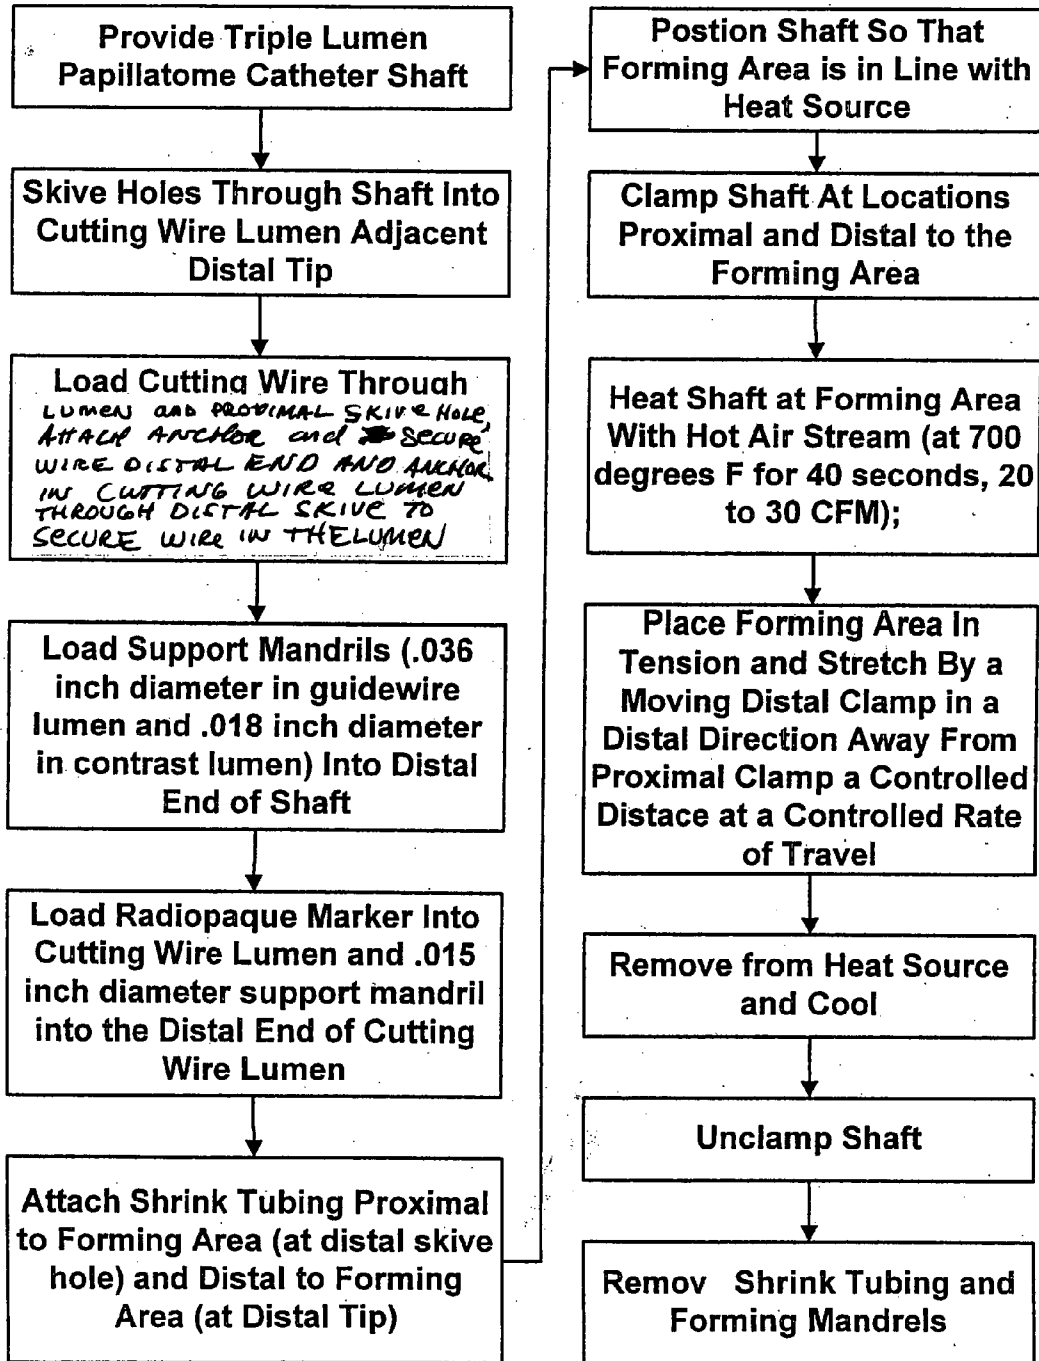 Provide Triple Lumen
Papillatome Catheter Shaft
Skive Holes Through Shaft Into
Cutting Wire Lumen Adjacent
Distal Tip
Load Cutting Wire Through
LUMEN AND PROXIMAL SKIVE HOLE,
ATTACH ANCHOR and SECURE
WIRE DISTAL END AND ANCHOR
IN CUTTING WIRE LUMEN
THROUGH DISTAL SKIVE TO
SECURE WIRE IN THE LUMEN
Load Support Mandrils (.036
inch diameter in guidewire
lumen and .018 inch diameter
in contrast lumen) Into Distal
End of Shaft
Load Radiopaque Marker Into
Cutting Wire Lumen and .015
inch diameter support mandril
into the Distal End of Cutting
Wire Lumen
Attach Shrink Tubing Proximal
to Forming Area (at distal skive
hole) and Distal to Forming
Area (at Distal Tip)
Postion Shaft So That
Forming Area is in Line with
Heat Source
Clamp Shaft At Locations
Proximal and Distal to the
Forming Area
Heat Shaft at Forming Area
With Hot Air Stream (at 700
degrees F for 40 seconds, 20
to 30 CFM);
Place Forming Area In
Tension and Stretch By a
Moving Distal Clamp in a
Distal Direction Away From
Proximal Clamp a Controlled
Distace at a Controlled Rate
of Travel
Remove from Heat Source
and Cool
Unclamp Shaft
Remov Shrink Tubing and
Forming Mandrels